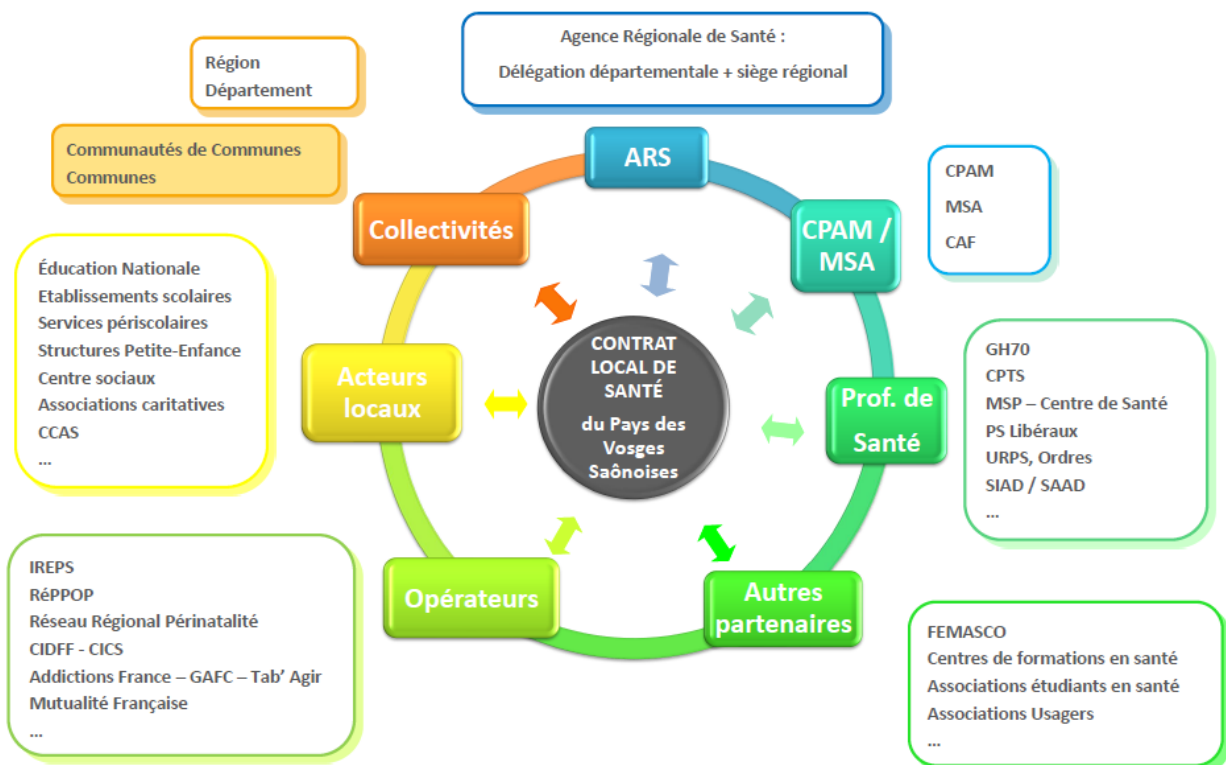 Agence Régionale de Santé :
Délégation départementale + siège régional
Région
Département
Communautés de Communes
Communes
ARS
CPAM
MSA
CAF
Collectivités
CPAM /
MSA
Éducation Nationale
Etablissements scolaires
Services périscolaires
Structures Petite-Enfance
Centre sociaux
Associations caritatives
CCAS
...
Acteurs
locaux
CONTRAT
LOCAL DE
SANTÉ
du Pays des
Vosges
Saônoises
Prof. de
Santé
GH70
CPTS
MSP – Centre de Santé
PS Libéraux
URPS, Ordres
SIAD / SAAD
...
IREPS
RéPPOP
Réseau Régional Périnatalité
CIDFF - CICS
Addictions France – GAFC – Tab’ Agir
Mutualité Française
...
Opérateurs
Autres
partenaires
FEMASCO
Centres de formations en santé
Associations étudiants en santé
Associations Usagers
...